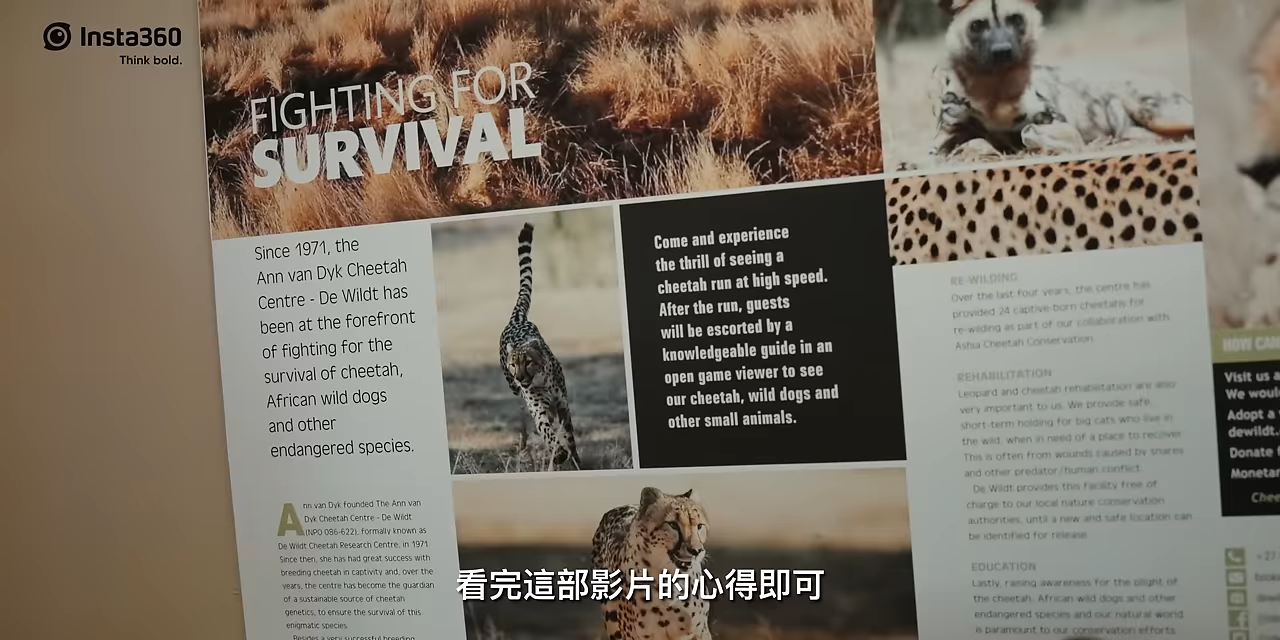 Insta360
Think bold.
FIGHTING FOR
SURVIVAL
Since 1971, the
Ann van Dyk Cheetah
Centre - De Wildt has
been at the forefront
of fighting for the
survival of cheetah,
African wild dogs
and other
endangered species.
Ann van Dyk founded The Ann van
Dyk Cheetah Centre - De Wildt
(NPO 086-622), formally known as
De Wildt Cheetah Research Centre, in 1971.
Since then, she has had great success with
breeding cheetah in captivity and, over the
years, the centre has become the guardian
of a sustainable source of cheetah
genetics, to ensure the survival of this
enigmatic species.
Besides a very successful breeding
Come and experience
the thrill of seeing a
cheetah run at high speed.
After the run, guests
will be escorted by a
knowledgeable guide in an
open game viewer to see
our cheetah, wild dogs and
other small animals.
RE-WILDING
Over the last four years, the centre has
provided 24 captive-born cheetahs for
re-wilding as part of our collaboration with
Ashia Cheetah Conservation.
REHABILITATION
Leopard and cheetah rehabilitation are also
very important to us. We provide safe,
short-term holding for big cats who live in
the wild, when in need of a place to recover.
This is often from wounds caused by snares
and other predator/human conflict.
De Wildt provides this facility free of
charge to our local nature conservation
authorities, until a new and safe location can
be identified for release.
EDUCATION
Lastly, raising awareness for the plight of
the cheetah, African wild dogs and other
endangered species and our natural world
is paramount to our conservation efforts.
HOW CAN
Visit us a
We woul
Adopt a
dewildt.
Donate
Monetar
Chee
看完這部影片的心得即可